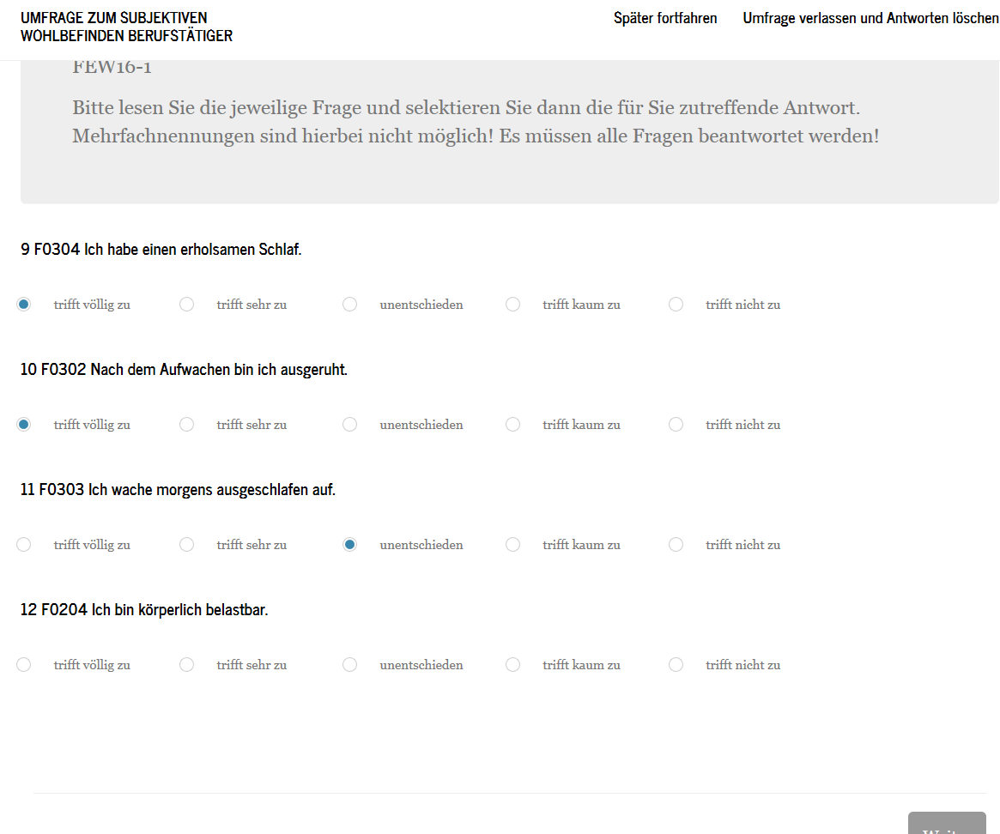 UMFRAGE ZUM SUBJEKTIVEN
WOHLBEFINDEN BERUFSTÄTIGER
Später fortfahren
Umfrage verlassen und Antworten löschen
FEW16-1
Bitte lesen Sie die jeweilige Frage und selektieren Sie dann die für Sie zutreffende Antwort.
Mehrfachnennungen sind hierbei nicht möglich! Es müssen alle Fragen beantwortet werden!
9 F0304 Ich habe einen erholsamen Schlaf.
trifft völlig zu trifft sehr zu unentschieden trifft kaum zu trifft nicht zu
10 F0302 Nach dem Aufwachen bin ich ausgeruht.
trifft völlig zu trifft sehr zu unentschieden trifft kaum zu trifft nicht zu
11 F0303 Ich wache morgens ausgeschlafen auf.
trifft völlig zu trifft sehr zu unentschieden trifft kaum zu trifft nicht zu
12 F0204 Ich bin körperlich belastbar.
trifft völlig zu trifft sehr zu unentschieden trifft kaum zu trifft nicht zu